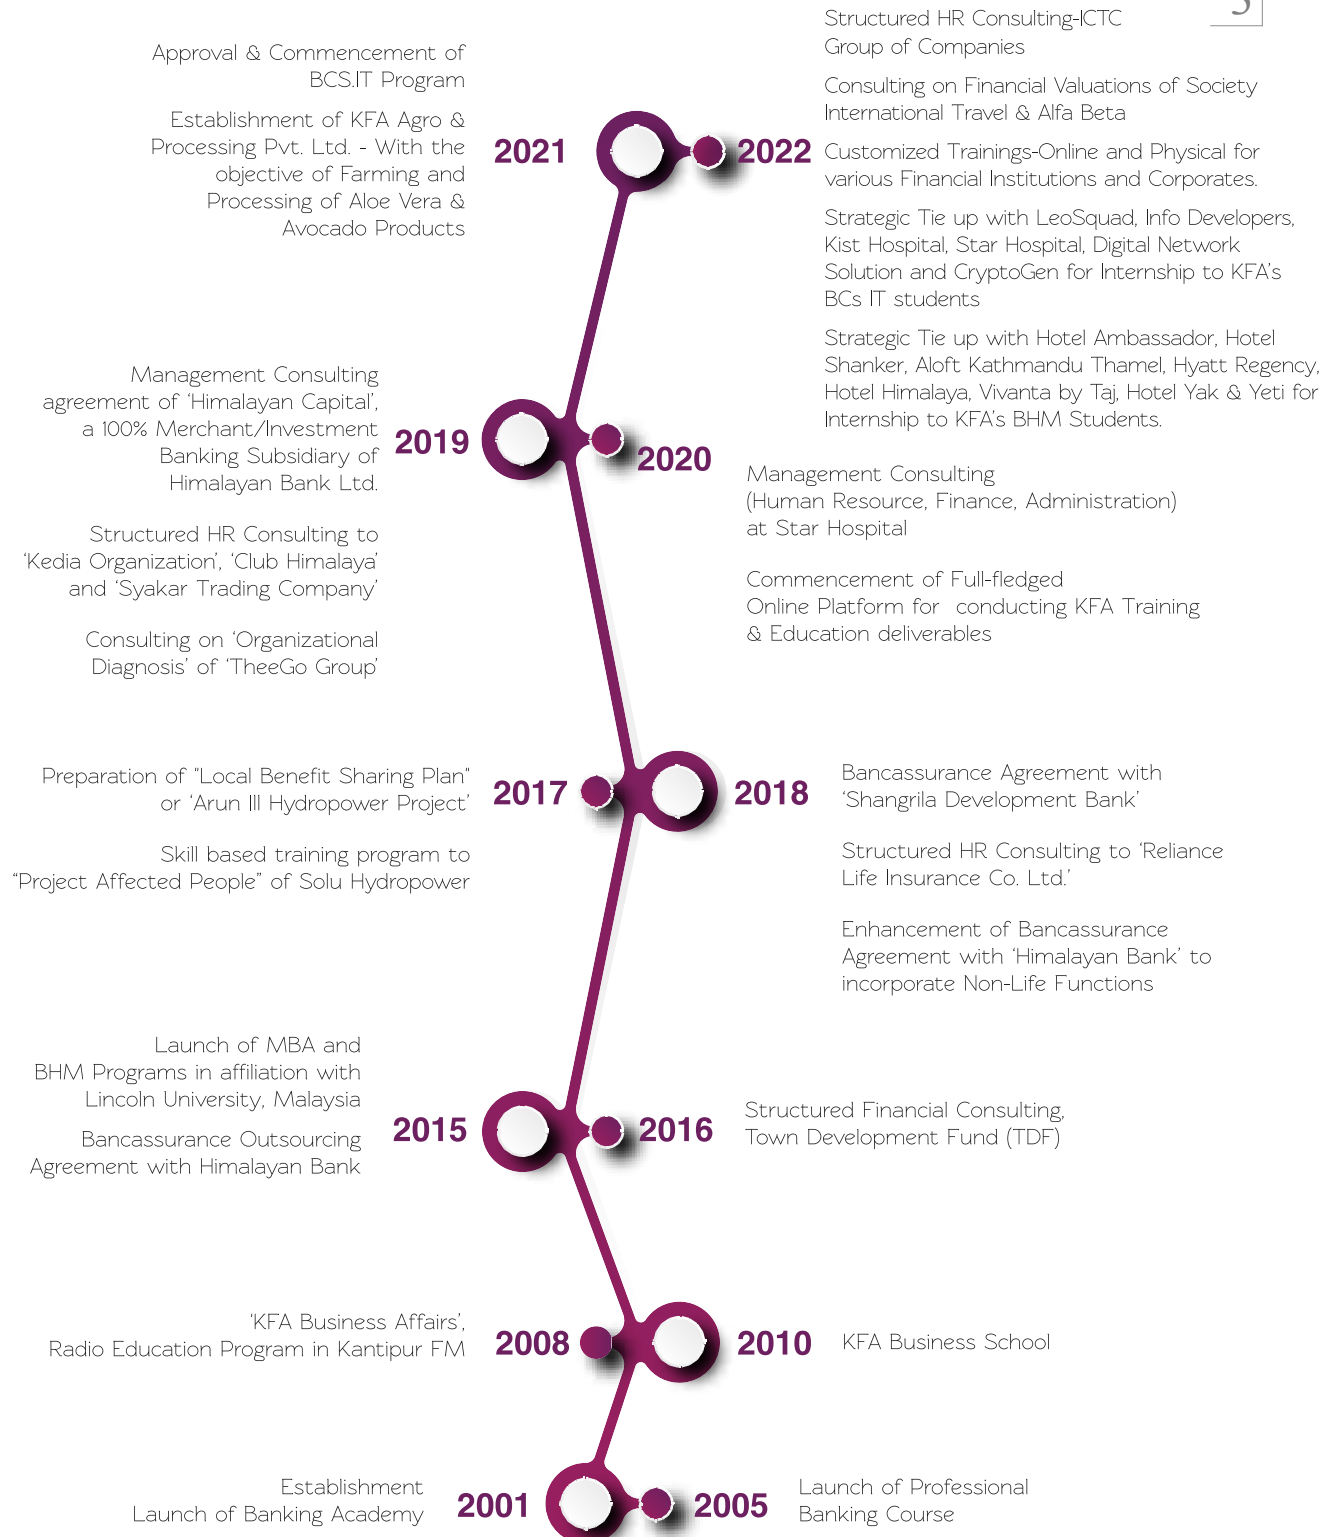 Approval & Commencement of
BCS.IT Program
Establishment of KFA Agro &
Processing Pvt. Ltd. - With the
objective of Farming and
Processing of Aloe Vera &
Avocado Products
2021
2022
Structured HR Consulting-ICTC
Group of Companies
Consulting on Financial Valuations of Society
International Travel & Alfa Beta
Customized Trainings-Online and Physical for
various Financial Institutions and Corporates.
Strategic Tie up with LeoSquad, Info Developers,
Kist Hospital, Star Hospital, Digital Network
Solution and CryptoGen for Internship to KFA's
BCs IT students
Strategic Tie up with Hotel Ambassador, Hotel
Shanker, Aloft Kathmandu Thamel, Hyatt Regency,
Hotel Himalaya, Vivanta by Taj, Hotel Yak & Yeti for
Internship to KFA's BHM Students.
Management Consulting
agreement of ‘Himalayan Capital’,
a 100% Merchant/Investment
Banking Subsidiary of
Himalayan Bank Ltd.
Structured HR Consulting to
‘Kedia Organization’, ‘Club Himalaya’
and ‘Syakar Trading Company’
Consulting on ‘Organizational
Diagnosis’ of ‘TheeGo Group’
2019
2020
Management Consulting
(Human Resource, Finance, Administration)
at Star Hospital
Commencement of Full-fledged
Online Platform for conducting KFA Training
& Education deliverables
Preparation of "Local Benefit Sharing Plan"
or ‘Arun III Hydropower Project’
Skill based training program to
“Project Affected People” of Solu Hydropower
2017
2018
Bancassurance Agreement with
‘Shangrila Development Bank’
Structured HR Consulting to ‘Reliance
Life Insurance Co. Ltd.’
Enhancement of Bancassurance
Agreement with ‘Himalayan Bank’ to
incorporate Non-Life Functions
Launch of MBA and
BHM Programs in affiliation with
Lincoln University, Malaysia
Bancassurance Outsourcing
Agreement with Himalayan Bank
2015
2016
Structured Financial Consulting,
Town Development Fund (TDF)
'KFA Business Affairs’,
Radio Education Program in Kantipur FM
2008
2010
KFA Business School
Establishment
Launch of Banking Academy
2001
2005
Launch of Professional
Banking Course